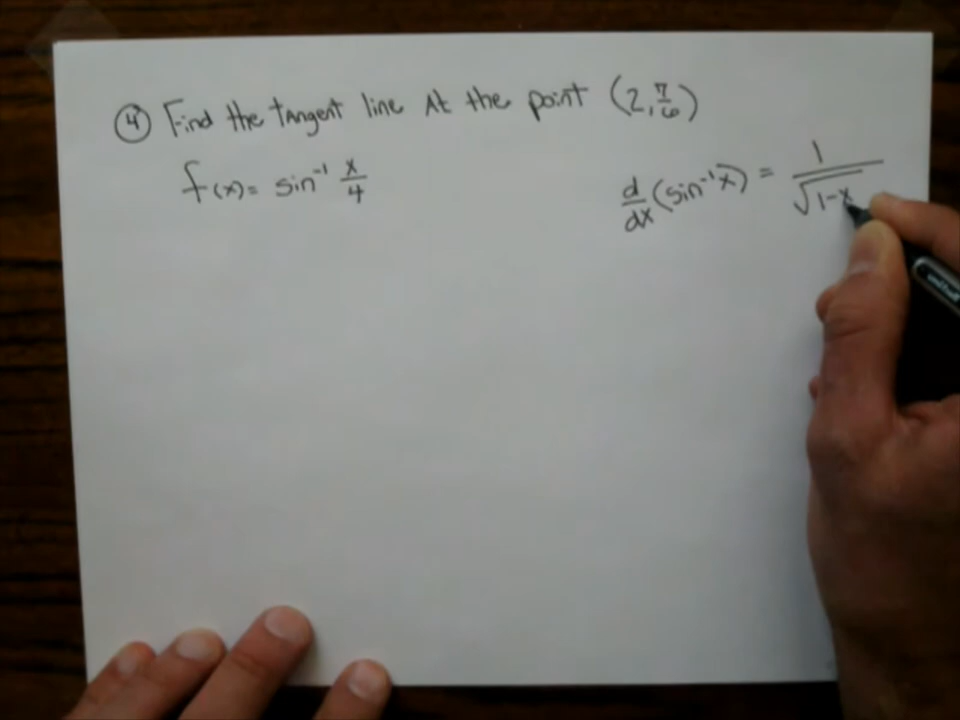 ④ Find the tangent line at the point (2, π/6)
f(x) = sin⁻¹ x/4
d/dx (sin⁻¹x) = 1/√1-x